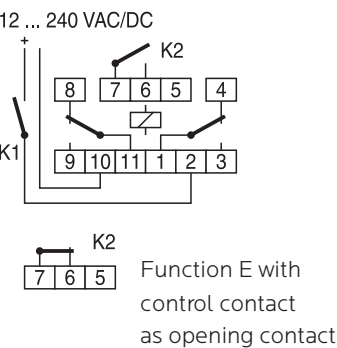 12 ... 240 VAC/DC
+
K2
8 7 6 5 4
K1
9 10 11 1 2 3
K2
7 6 5
Function E with
control contact
as opening contact